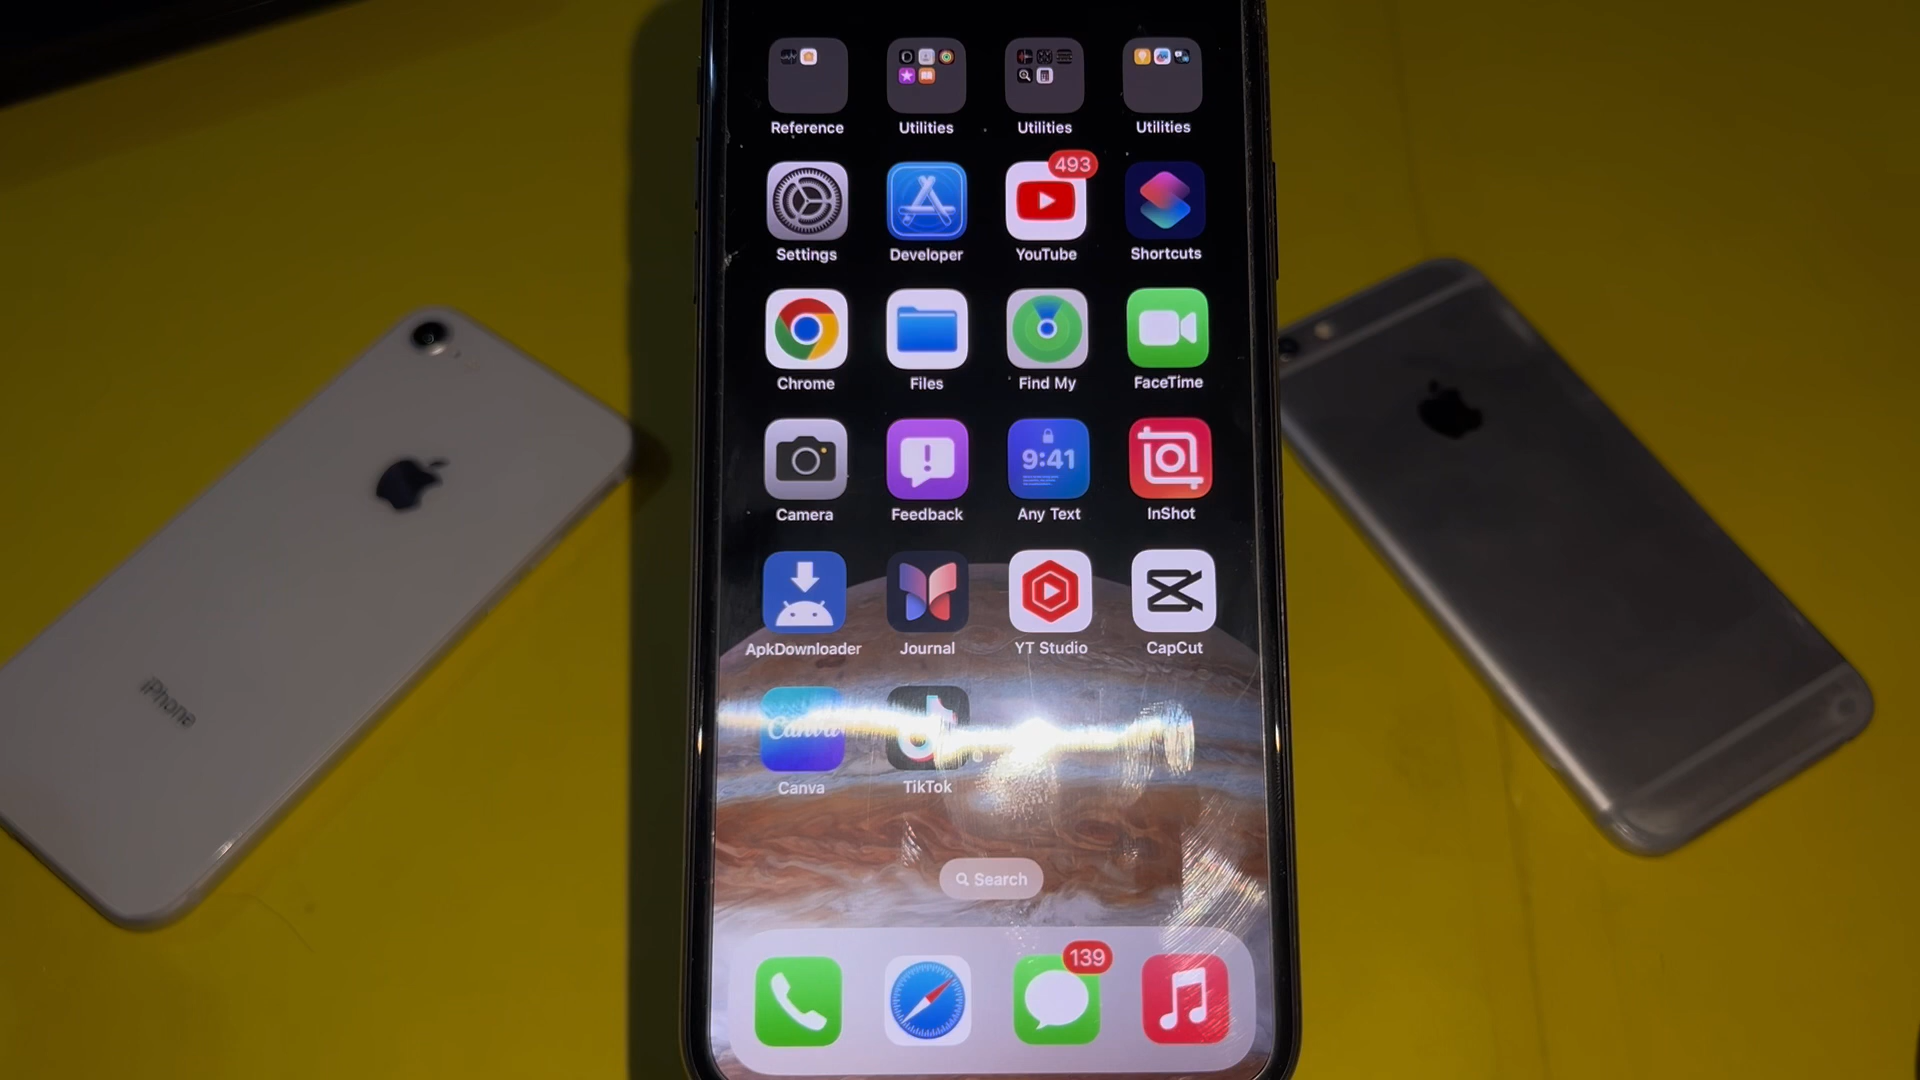 Reference Utilities Utilities Utilities
493
Settings Developer YouTube Shortcuts
Chrome Files Find My FaceTime
9:41
Camera Feedback Any Text InShot
ApkDownloader Journal YT Studio CapCut
Canva
Canva TikTok
Search
139
iPhone